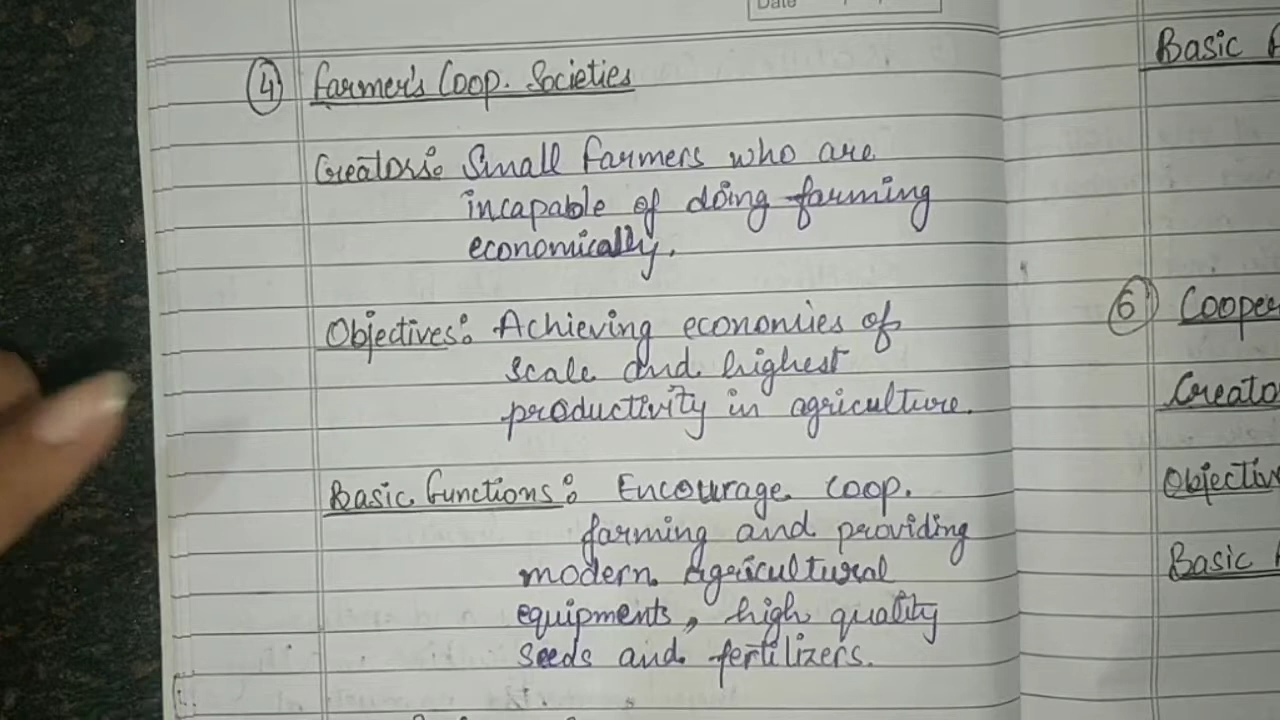 Date
④ Farmer's Coop. Societies
Creators: Small farmers who are
incapable of doing farming
economically.
Objectives: Achieving economies of
scale and highest
productivity in agriculture.
Basic functions: Encourage coop.
farming and providing
modern agricultural
equipments, high quality
seeds and fertilizers.
Basic
⑥ Cooper
Creato
Objectiv
Basic